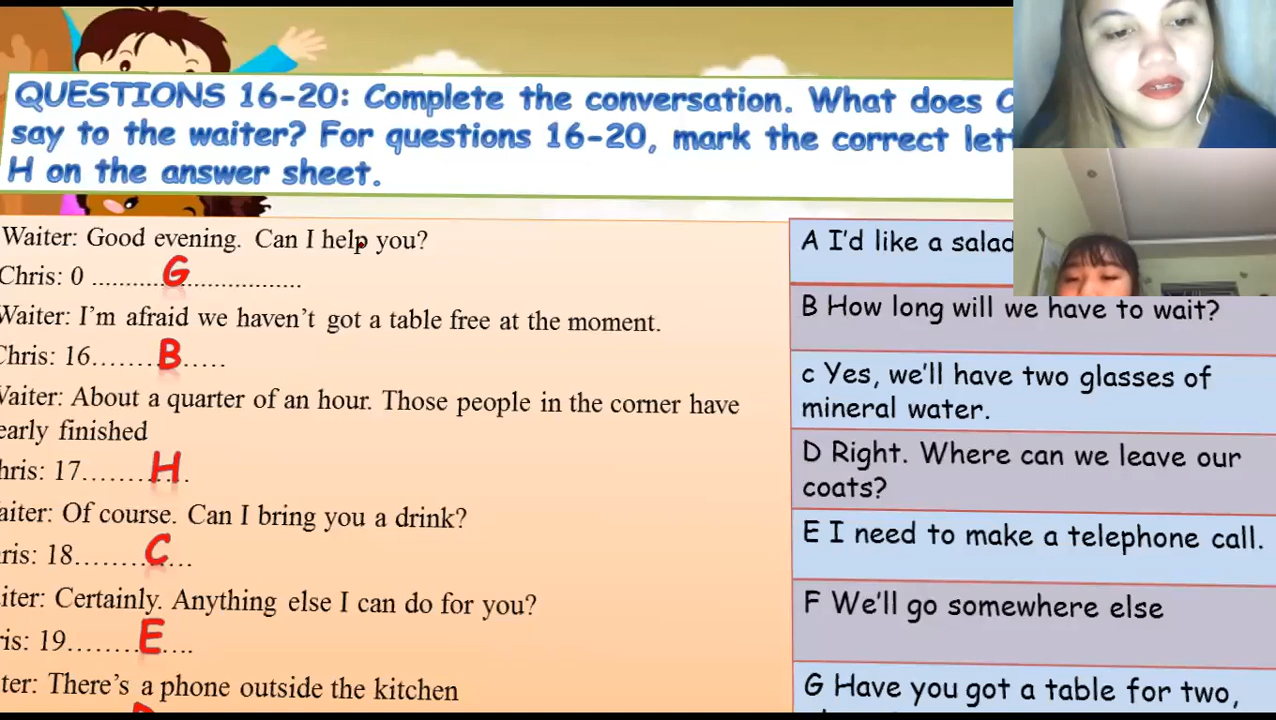 QUESTIONS 16-20: Complete the conversation. What does
say to the waiter? For questions 16-20, mark the correct
H on the answer sheet.
Waiter: Good evening. Can I help you?
Chris: 0 ..........G..............................
Waiter: I'm afraid we haven't got a table free at the moment.
Chris: 16........B......
Waiter: About a quarter of an hour. Those people in the corner have
early finished
hris: 17.........H....
aiter: Of course. Can I bring you a drink?
ris: 18.........C....
iter: Certainly. Anything else I can do for you?
ris: 19.........E....
ter: There's a phone outside the kitchen
A I'd like a salad
B How long will we have to wait?
c Yes, we'll have two glasses of
mineral water.
D Right. Where can we leave our
coats?
E I need to make a telephone call.
F We'll go somewhere else
G Have you got a table for two,